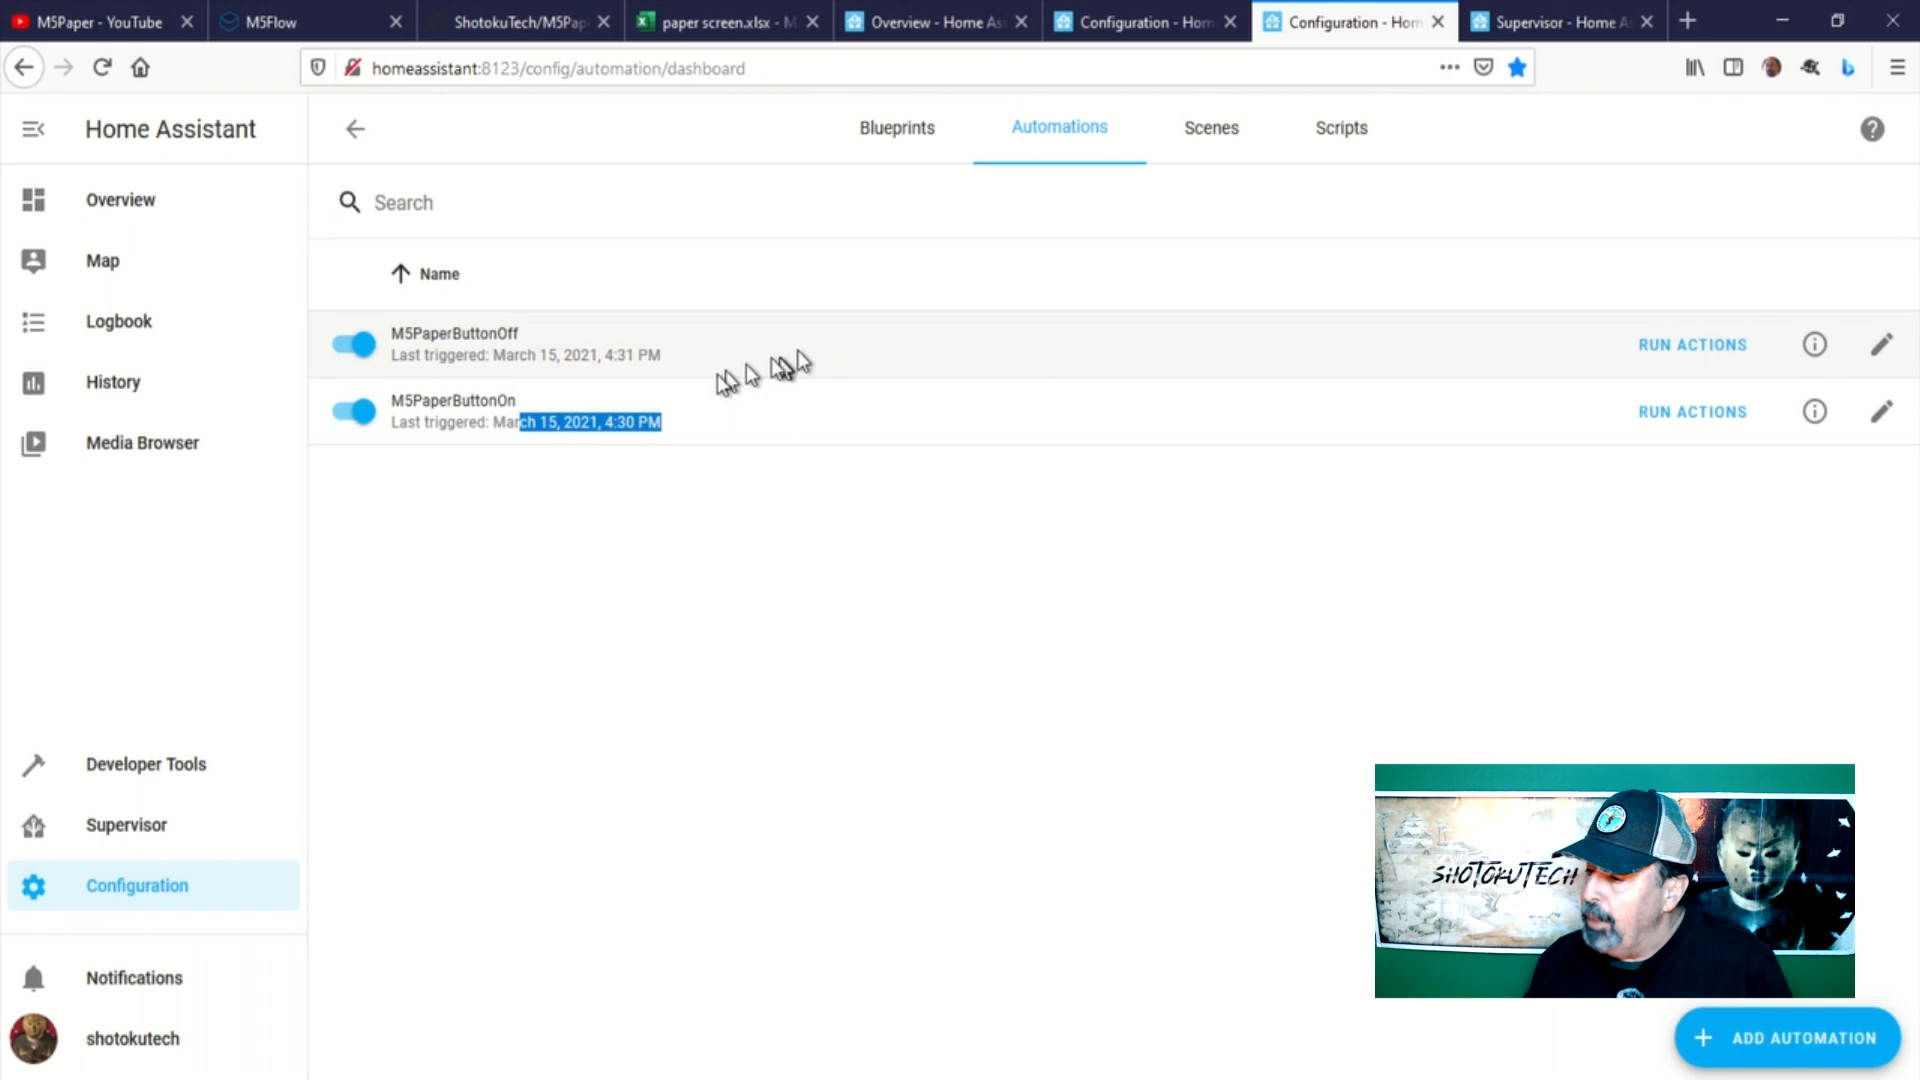 M5Paper - YouTube
M5Flow
ShotokuTech/M5Pap
paper screen.xlsx - M
Overview - Home As
Configuration - Hom
Configuration - Hom
Supervisor - Home A
homeassistant:8123/config/automation/dashboard
Home Assistant
Blueprints
Automations
Scenes
Scripts
Overview
Map
Logbook
History
Media Browser
Search
Name
M5PaperButtonOff
Last triggered: March 15, 2021, 4:31 PM
RUN ACTIONS
M5PaperButtonOn
Last triggered: March 15, 2021, 4:30 PM
RUN ACTIONS
Developer Tools
Supervisor
Configuration
Notifications
shotokutech
SHOTOKUTECH
+ ADD AUTOMATION